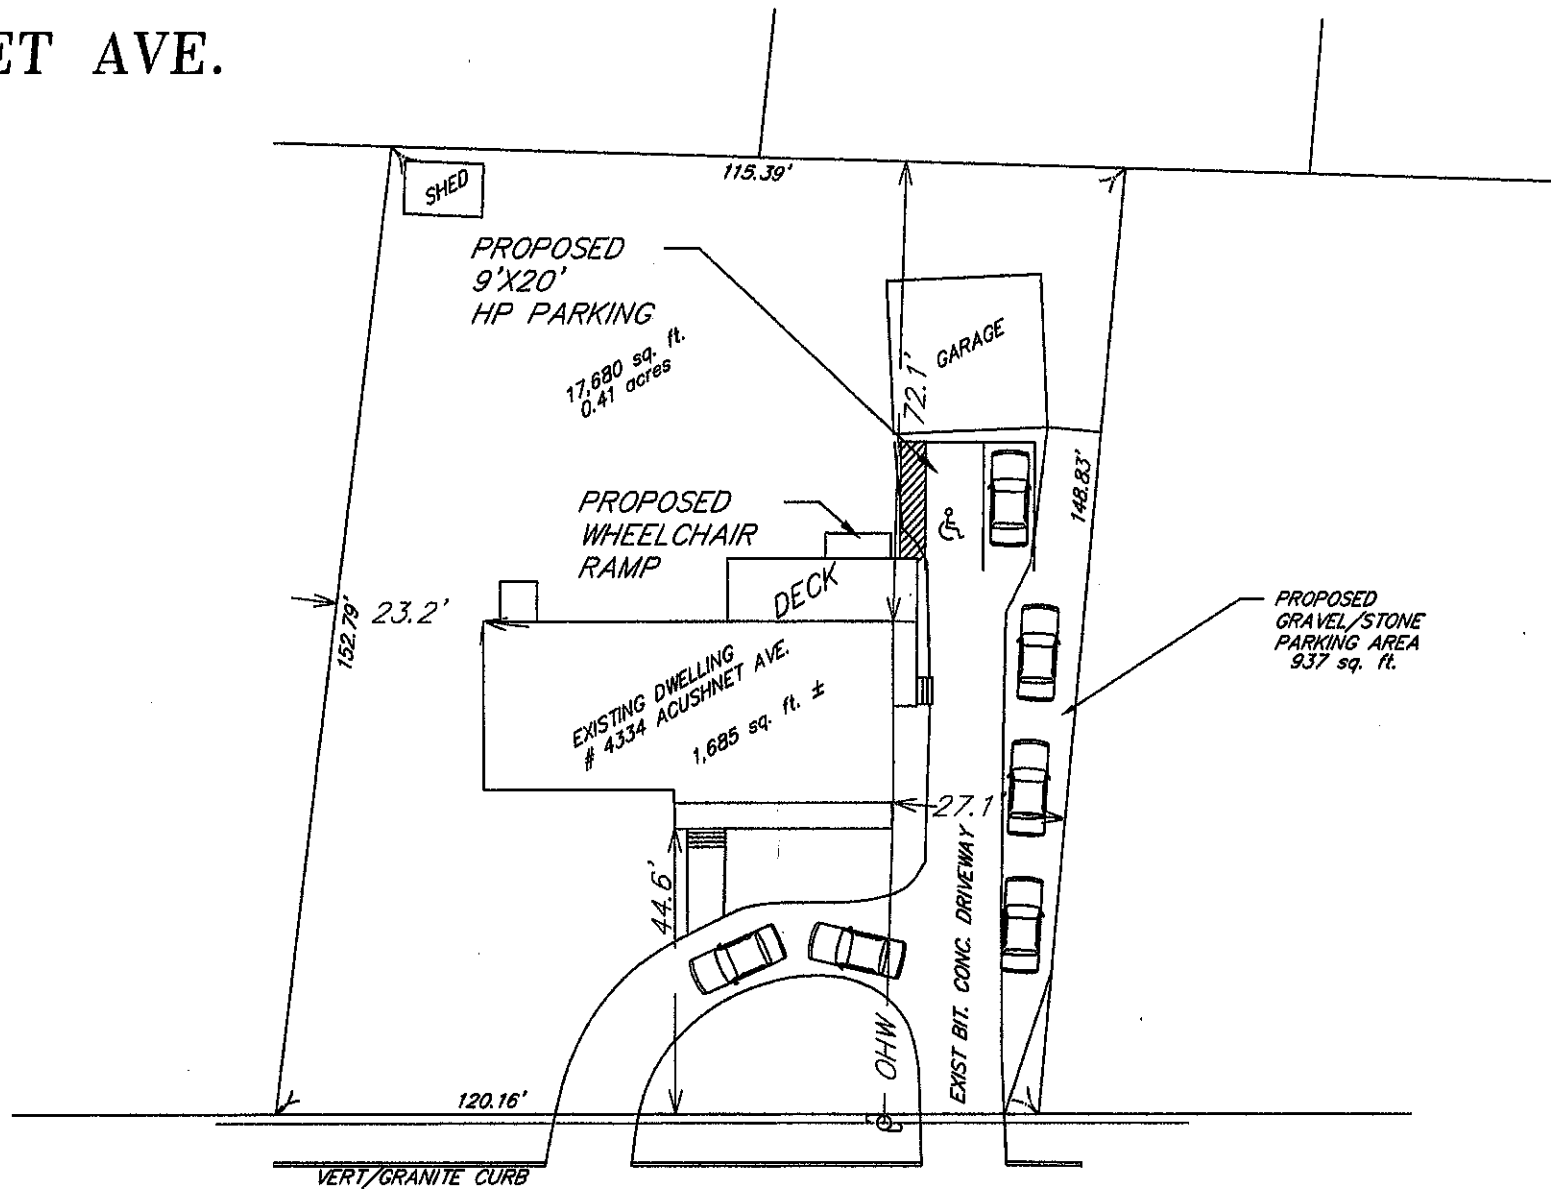 ET AVE.
115.39'
SHED
PROPOSED
9'X20'
HP PARKING
17,680 sq. ft.
0.41 acres
GARAGE
72.1'
148.83'
PROPOSED
WHEELCHAIR
RAMP
DECK
23.2'
152.79'
EXISTING DWELLING
# 4334 ACUSHNET AVE.
1,685 sq. ft. ±
PROPOSED
GRAVEL/STONE
PARKING AREA
937 sq. ft.
27.1'
44.6'
EXIST BIT. CONC. DRIVEWAY
OHW
120.16'
VERT/GRANITE CURB